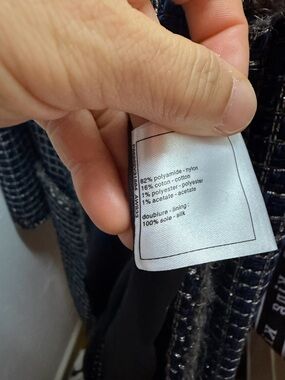 82% polyamide - nylon
16% coton - cotton
1% polyester - polyester
1% acetate - acetate
doublure - lining :
100% soie - silk